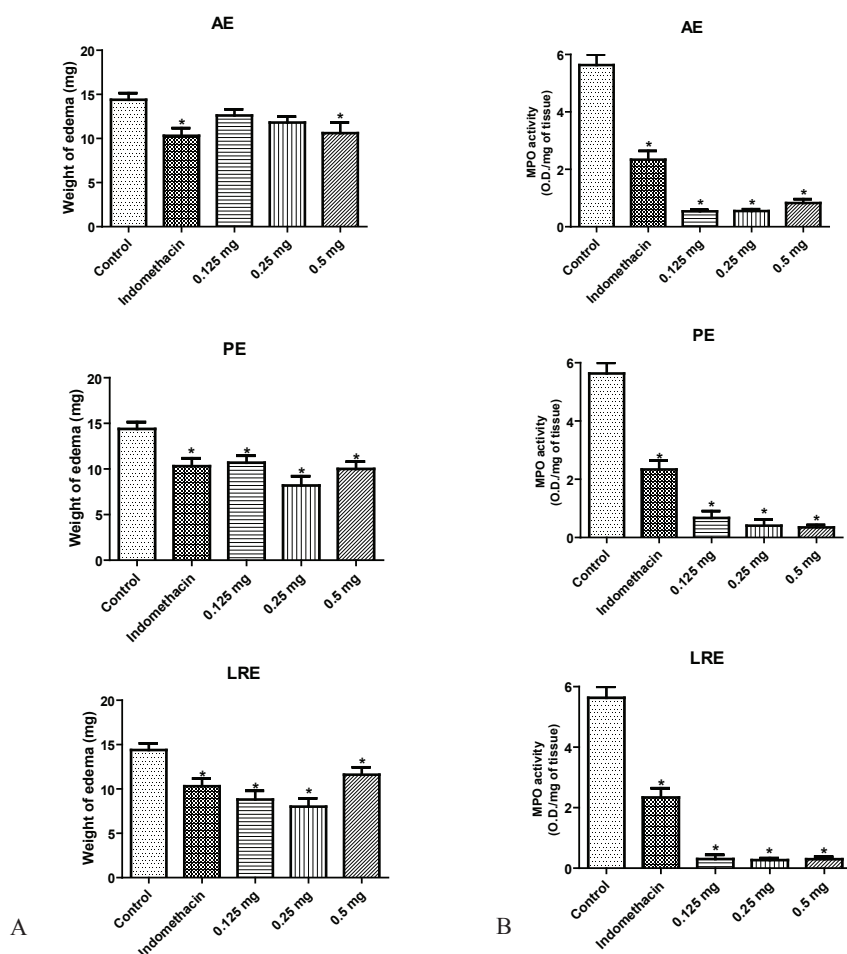 AE
Weight of edema (mg)
20
15
10
5
0
*
*
Control
Indomethacin
0.125 mg
0.25 mg
0.5 mg
PE
Weight of edema (mg)
20
15
10
5
0
*
*
*
*
Control
Indomethacin
0.125 mg
0.25 mg
0.5 mg
LRE
Weight of edema (mg)
20
15
10
5
0
*
*
*
*
Control
Indomethacin
0.125 mg
0.25 mg
0.5 mg
A
AE
MPO activity
(O.D./mg of tissue)
6
4
2
0
*
*
*
*
Control
Indomethacin
0.125 mg
0.25 mg
0.5 mg
PE
MPO activity
(O.D./mg of tissue)
6
4
2
0
*
*
*
*
Control
Indomethacin
0.125 mg
0.25 mg
0.5 mg
LRE
MPO activity
(O.D./mg of tissue)
6
4
2
0
*
*
*
*
Control
Indomethacin
0.125 mg
0.25 mg
0.5 mg
B